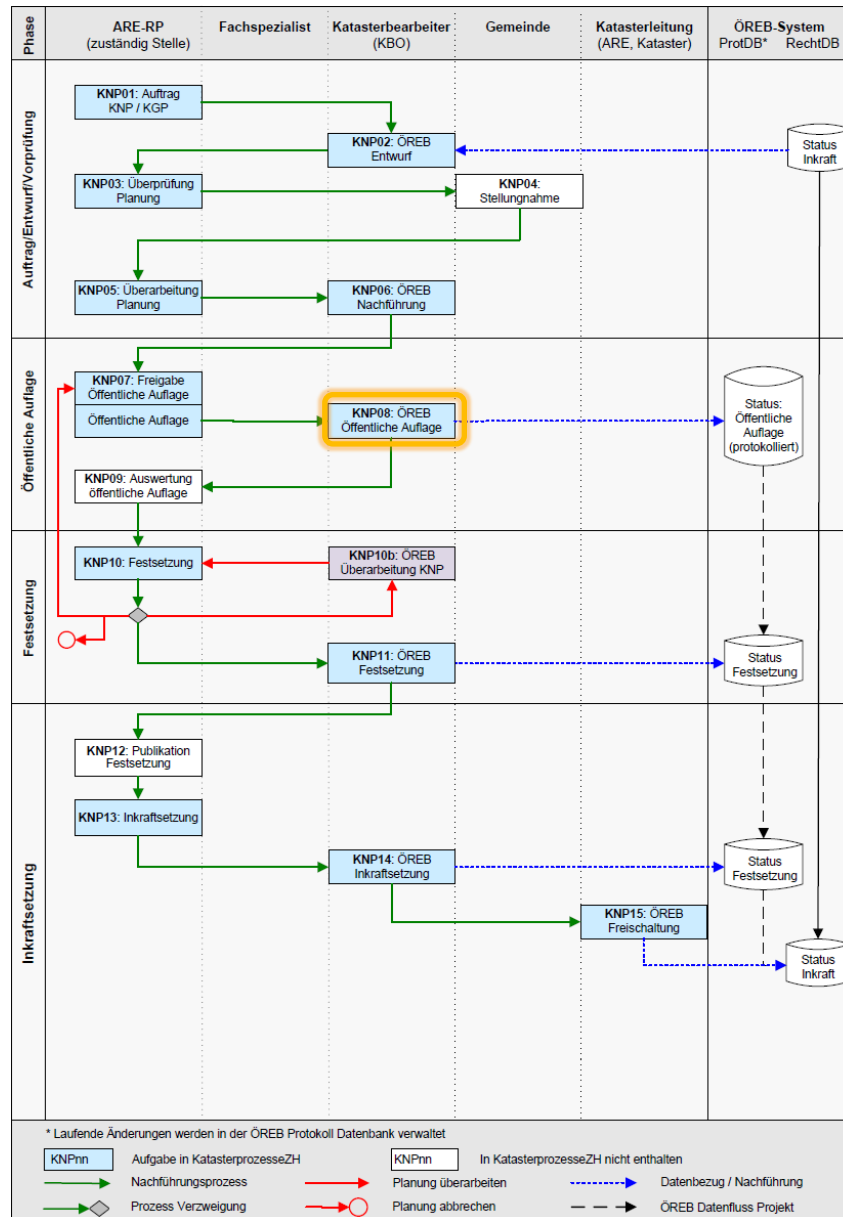 Phase
ARE-RP
(zuständig Stelle)
Fachspezialist
Katasterbearbeiter
(KBO)
Gemeinde
Katasterleitung
(ARE, Kataster)
ÖREB-System
ProtDB* RechtDB
Auftrag/Entwurf/Vorprüfung
KNP01: Auftrag
KNP / KGP
KNP02: ÖREB
Entwurf
Status
Inkraft
KNP03: Überprüfung
Planung
KNP04:
Stellungnahme
KNP05: Überarbeitung
Planung
KNP06: ÖREB
Nachführung
Öffentliche Auflage
KNP07: Freigabe
Öffentliche Auflage
Öffentliche Auflage
KNP08: ÖREB
Öffentliche Auflage
Status:
Öffentliche
Auflage
(protokolliert)
KNP09: Auswertung
öffentliche Auflage
Festsetzung
KNP10: Festsetzung
KNP10b: ÖREB
Überarbeitung KNP
KNP11: ÖREB
Festsetzung
Status
Festsetzung
Inkraftsetzung
KNP12: Publikation
Festsetzung
KNP13: Inkraftsetzung
KNP14: ÖREB
Inkraftsetzung
Status
Festsetzung
KNP15: ÖREB
Freischaltung
Status
Inkraft
* Laufende Änderungen werden in der ÖREB Protokoll Datenbank verwaltet
KNPnn Aufgabe in KatasterprozesseZH KNPnn In KatasterprozesseZH nicht enthalten
Nachführungsprozess Planung überarbeiten Datenbezug / Nachführung
Prozess Verzweigung Planung abbrechen ÖREB Datenfluss Projekt